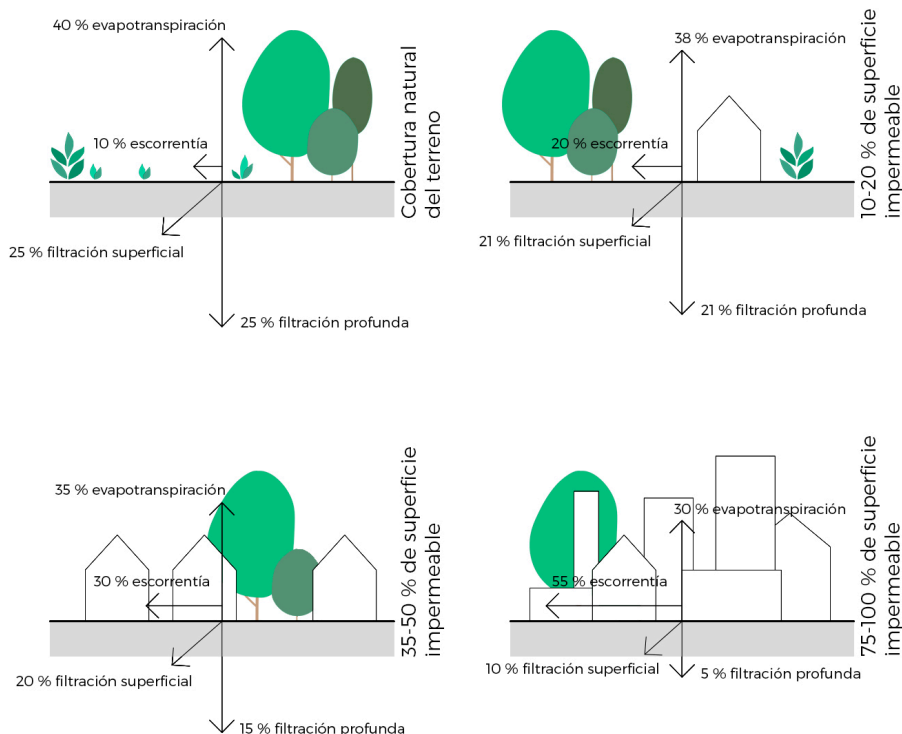 40 % evapotranspiración
10 % escorrentía
25 % filtración superficial
25 % filtración profunda
Cobertura natural
del terreno
38 % evapotranspiración
20 % escorrentía
21 % filtración superficial
21 % filtración profunda
10-20 % de superficie
impermeable
35 % evapotranspiración
30 % escorrentía
20 % filtración superficial
15 % filtración profunda
35-50 % de superficie
impermeable
30 % evapotranspiración
55 % escorrentía
10 % filtración superficial
5 % filtración profunda
75-100 % de superficie
impermeable